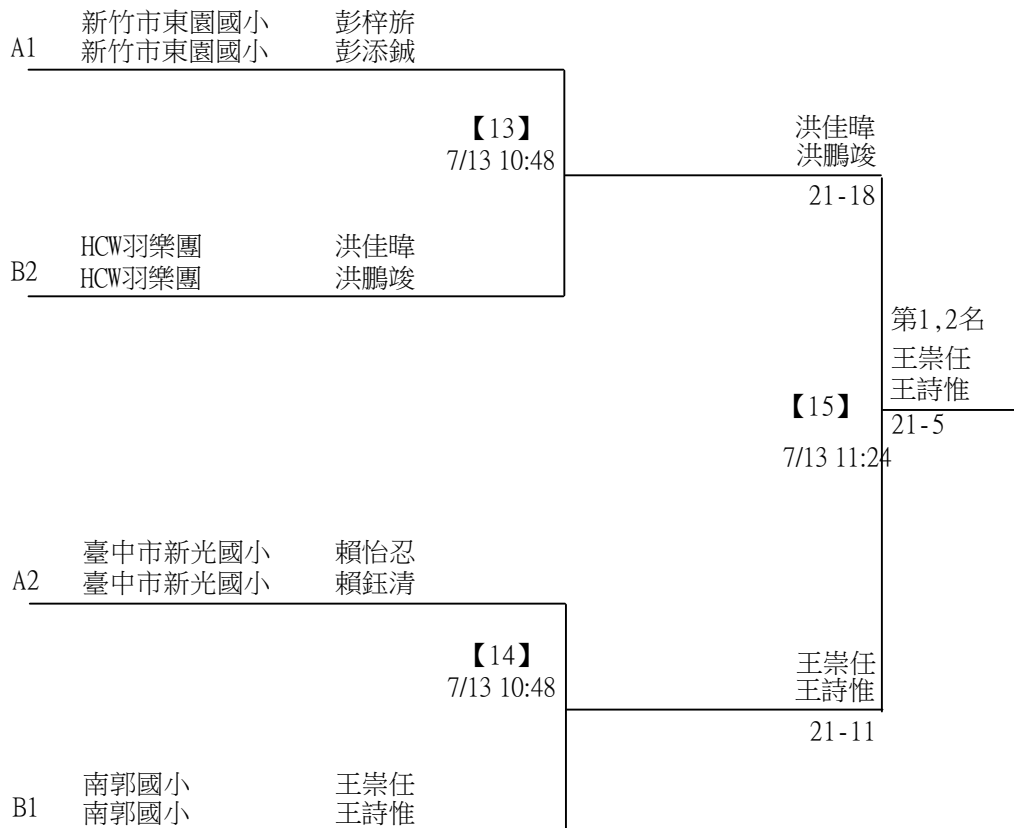 新竹市東園國小 彭梓旂
A1 新竹市東園國小 彭添鋮
【13】
7/13 10:48
洪佳暐
洪鵬竣
21-18
HCW羽樂團 洪佳暐
B2 HCW羽樂團 洪鵬竣
第1,2名
王崇任
王詩惟
【15】
21-5
7/13 11:24
臺中市新光國小 賴怡忍
A2 臺中市新光國小 賴鈺清
【14】
7/13 10:48
王崇任
王詩惟
21-11
南郭國小 王崇任
B1 南郭國小 王詩惟